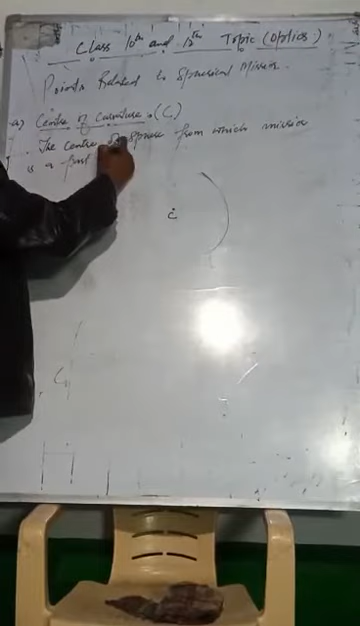 Class 10th and 12th Topic (Optics)
Points Related to Spherical Mirror.
a) Centre of Curvature. (C)
The centre of sphere from which mirror
is a part
C
C